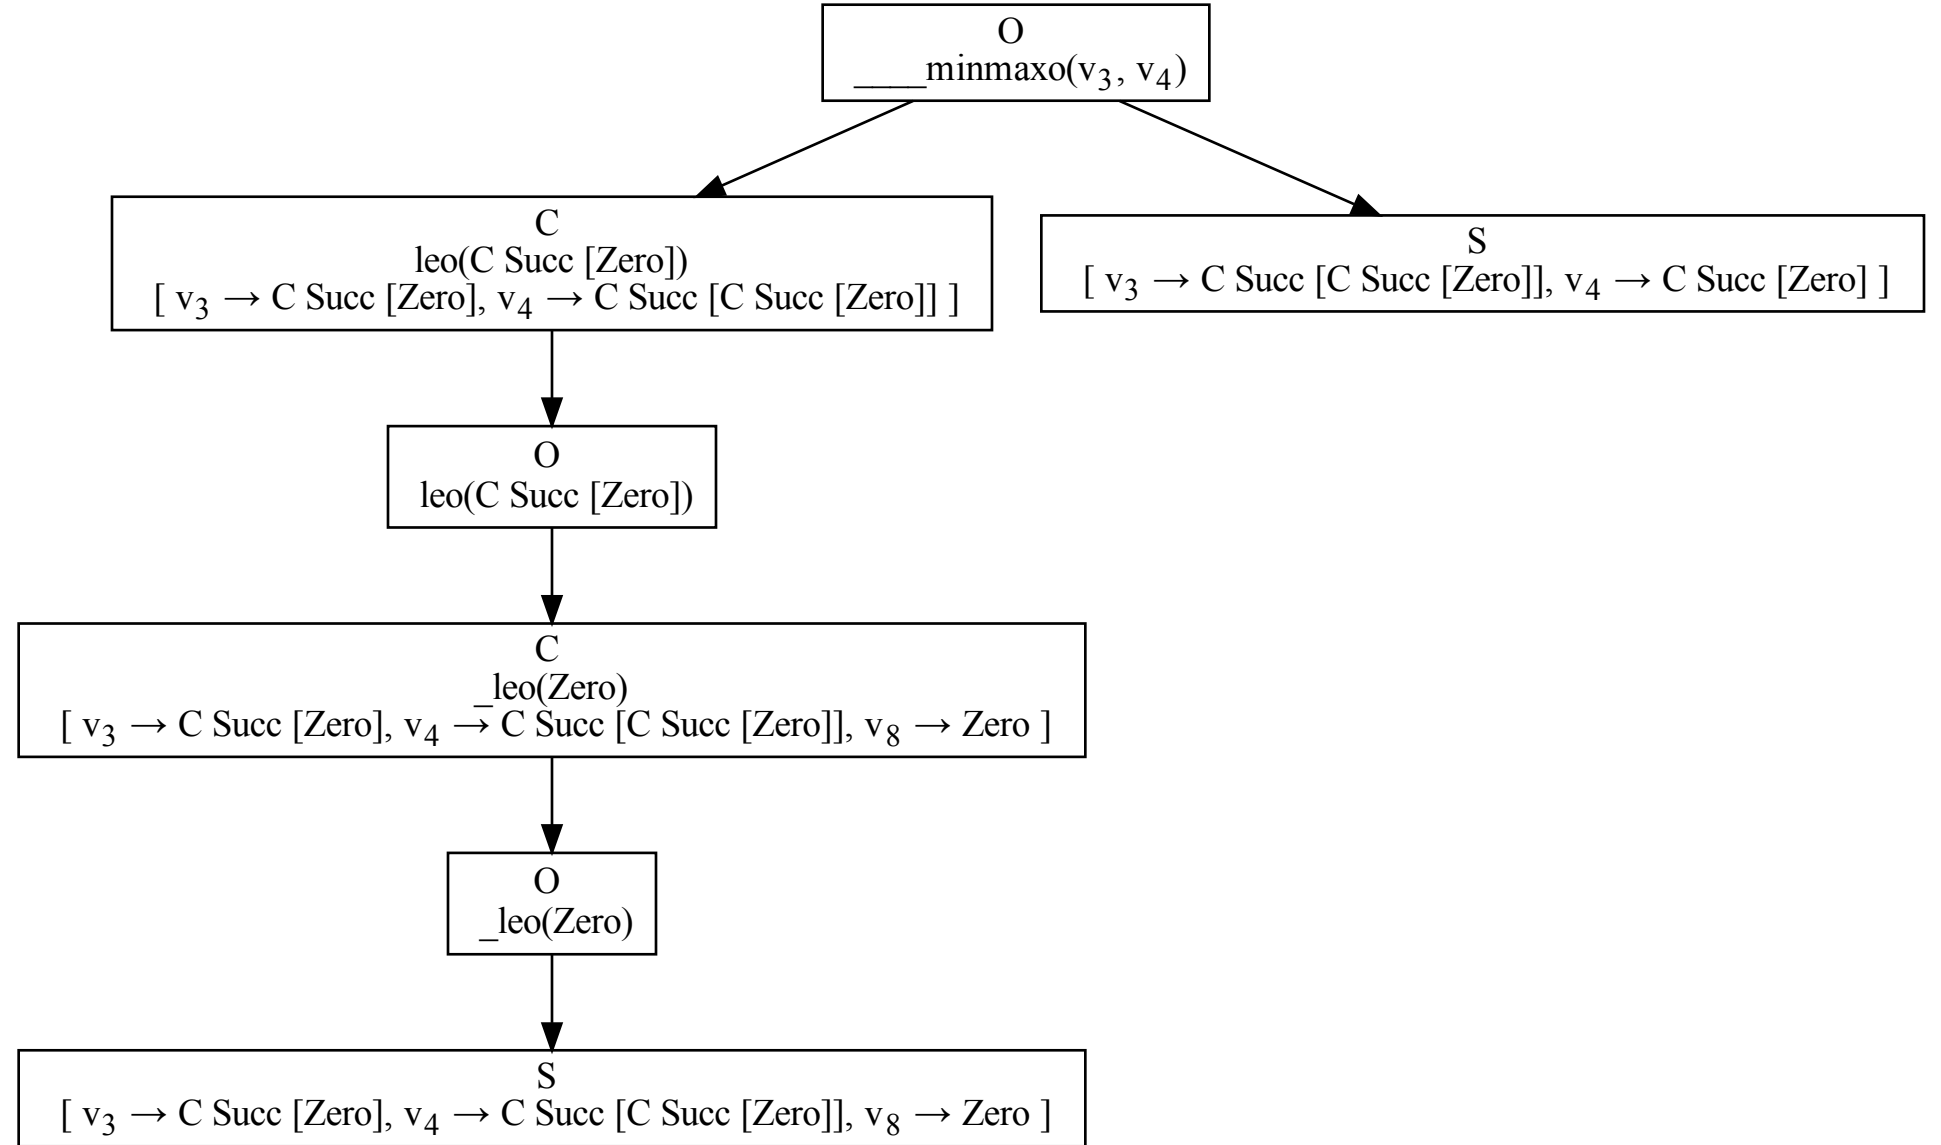 O
____minmaxo(v₃, v₄)
C
leo(C Succ [Zero])
[ v₃ → C Succ [Zero], v₄ → C Succ [C Succ [Zero]] ]
S
[ v₃ → C Succ [C Succ [Zero]], v₄ → C Succ [Zero] ]
O
leo(C Succ [Zero])
C
_leo(Zero)
[ v₃ → C Succ [Zero], v₄ → C Succ [C Succ [Zero]], v₈ → Zero ]
O
_leo(Zero)
S
[ v₃ → C Succ [Zero], v₄ → C Succ [C Succ [Zero]], v₈ → Zero ]